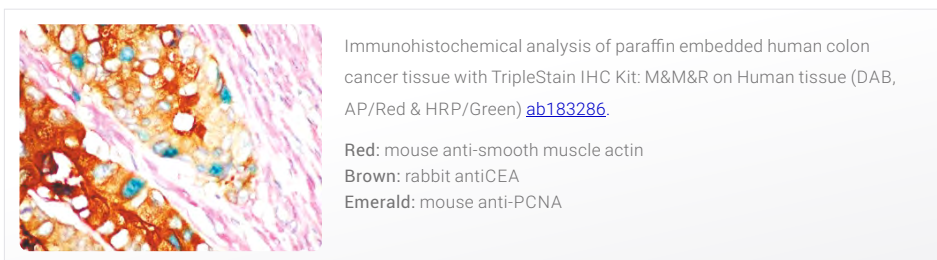 Immunohistochemical analysis of paraffin embedded human colon
cancer tissue with TripleStain IHC Kit: M&M&R on Human tissue (DAB,
AP/Red & HRP/Green) ab183286.
Red: mouse anti-smooth muscle actin
Brown: rabbit antiCEA
Emerald: mouse anti-PCNA